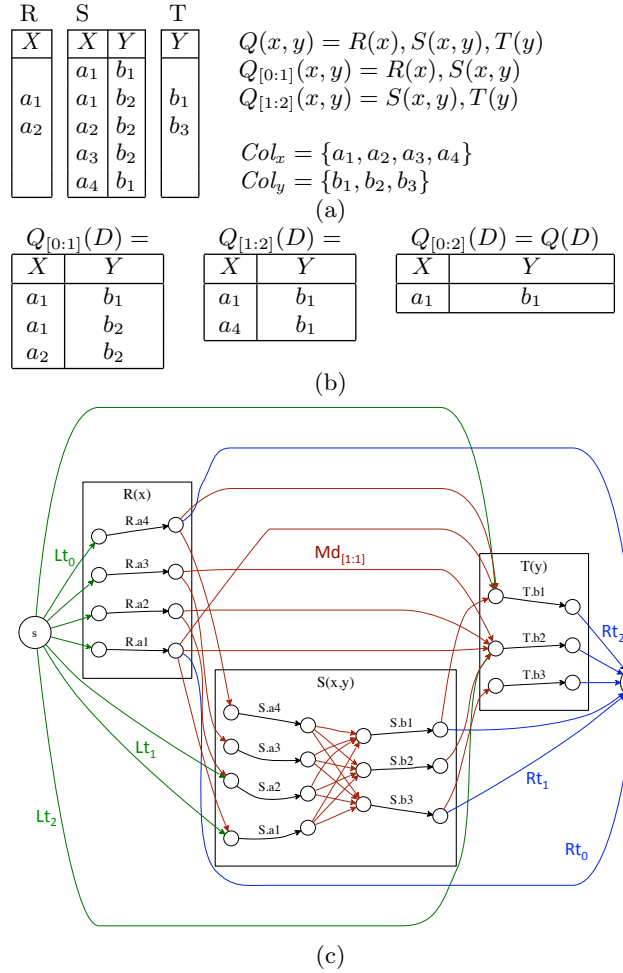 R S T
X X Y Y
a₁ b₁
a₁ a₁ b₂ b₁
a₂ a₂ b₂ b₃
a₃ b₂
a₄ b₁
Q(x, y) = R(x), S(x, y), T(y)
Q[0:1](x, y) = R(x), S(x, y)
Q[1:2](x, y) = S(x, y), T(y)
Colₓ = {a₁, a₂, a₃, a₄}
Col_y = {b₁, b₂, b₃}
(a)
Q[0:1](D) = Q[1:2](D) = Q[0:2](D) = Q(D)
X Y X Y X Y
a₁ b₁ a₁ b₁ a₁ b₁
a₁ b₂ a₄ b₁
a₂ b₂
(b)
R(x)
R.a4
R.a3
R.a2
R.a1
s
Lt₀
Lt₁
Lt₂
Md[1:1]
S(x,y)
S.a4
S.a3
S.a2
S.a1
S.b1
S.b2
S.b3
T(y)
T.b1
T.b2
T.b3
Rt₂
Rt₁
Rt₀
(c)